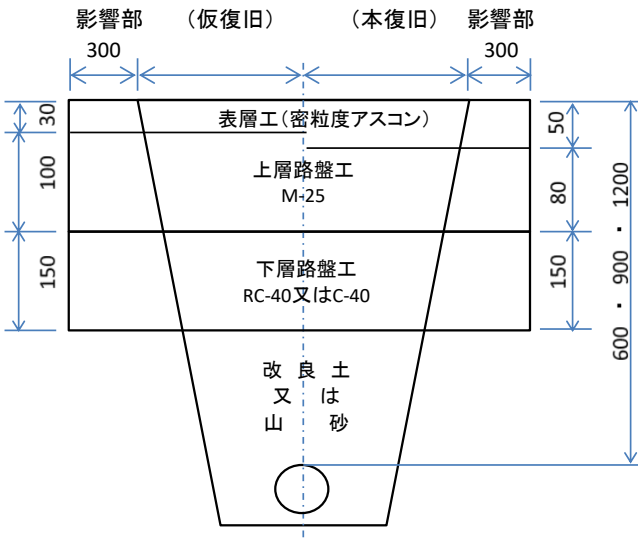 影響部 （仮復旧） （本復旧） 影響部
300 300
30
100
150
表層工（密粒度アスコン）
上層路盤工
M-25
下層路盤工
RC-40又はC-40
改 良 土
又 は
山 砂
50
80
150
600 ・ 900 ・ 1200